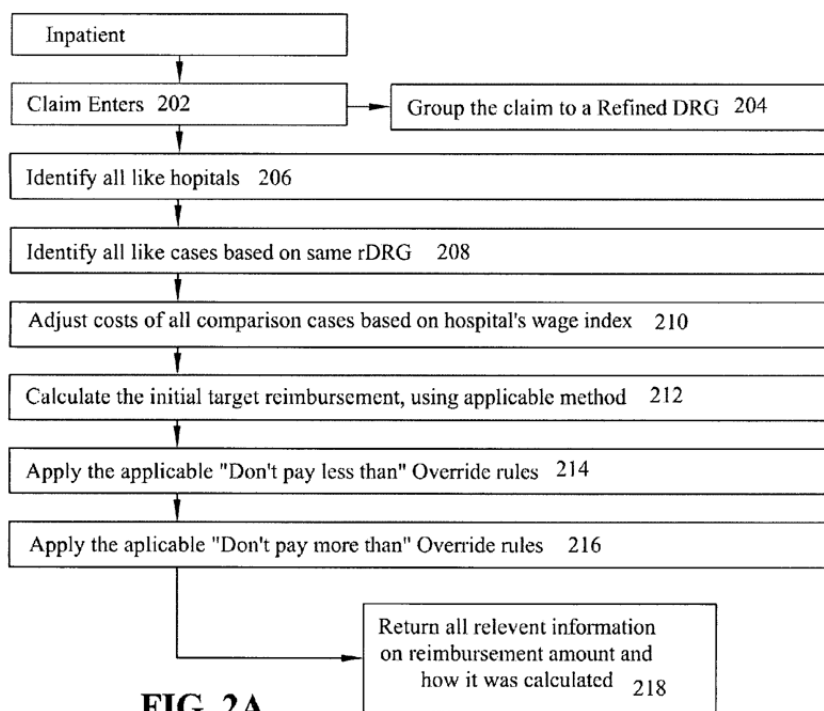 Inpatient
Claim Enters 202
Group the claim to a Refined DRG 204
Identify all like hopitals 206
Identify all like cases based on same rDRG 208
Adjust costs of all comparison cases based on hospital's wage index 210
Calculate the initial target reimbursement, using applicable method 212
Apply the applicable "Don't pay less than" Override rules 214
Apply the aplicable "Don't pay more than" Override rules 216
Return all relevent information
on reimbursement amount and
how it was calculated 218
FIG. 2A